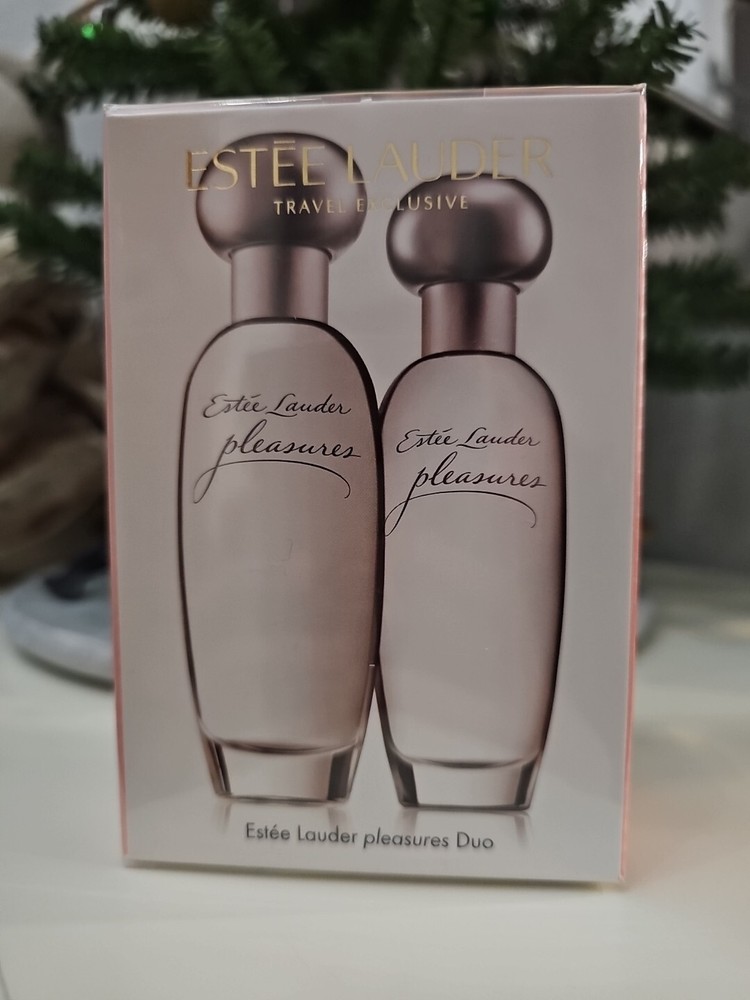 ESTĒE LAUDER
TRAVEL EXCLUSIVE
Estée Lauder
pleasures
Estée Lauder
pleasures
Estée Lauder pleasures Duo